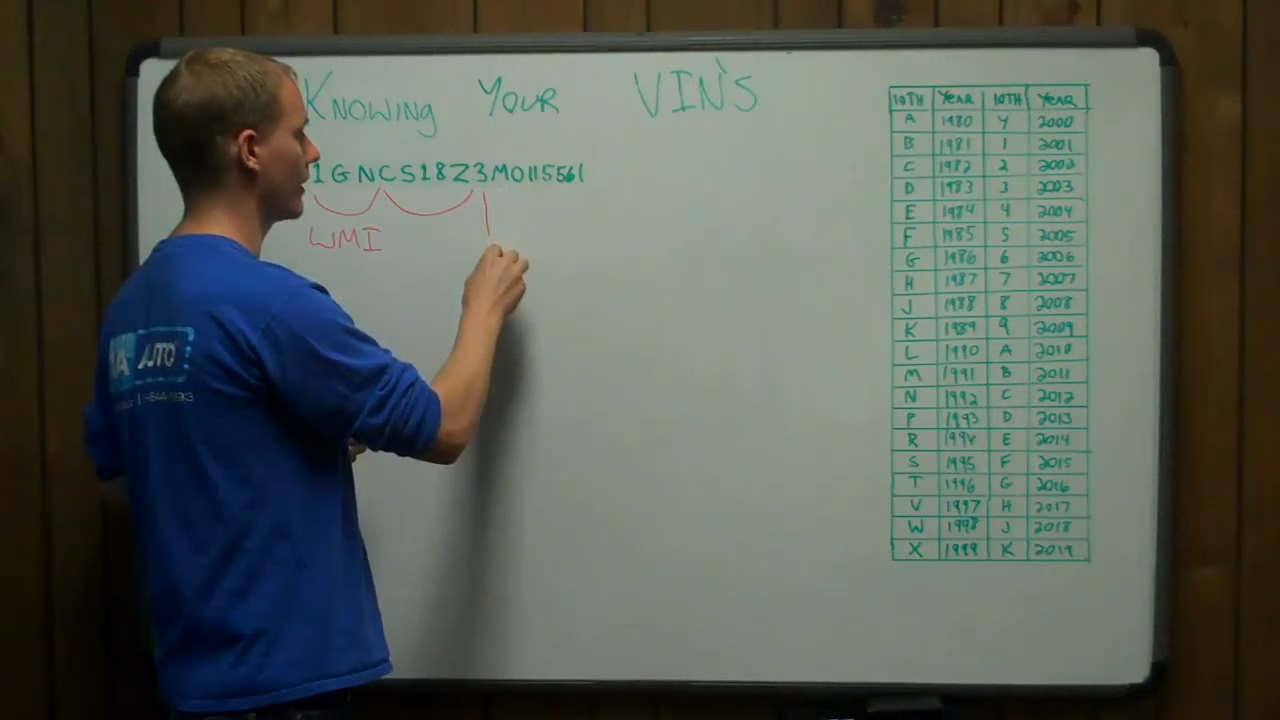 KNOWING YOUR VIN'S
1GNCS18Z3M0115561
WMI
AUTO
10TH YEAR 10TH YEAR
A 1980 Y 2000
B 1981 1 2001
C 1982 2 2002
D 1983 3 2003
E 1984 4 2004
F 1985 5 2005
G 1986 6 2006
H 1987 7 2007
J 1988 8 2008
K 1989 9 2009
L 1990 A 2010
M 1991 B 2011
N 1992 C 2012
P 1993 D 2013
R 1994 E 2014
S 1995 F 2015
T 1996 G 2016
V 1997 H 2017
W 1998 J 2018
X 1999 K 2019